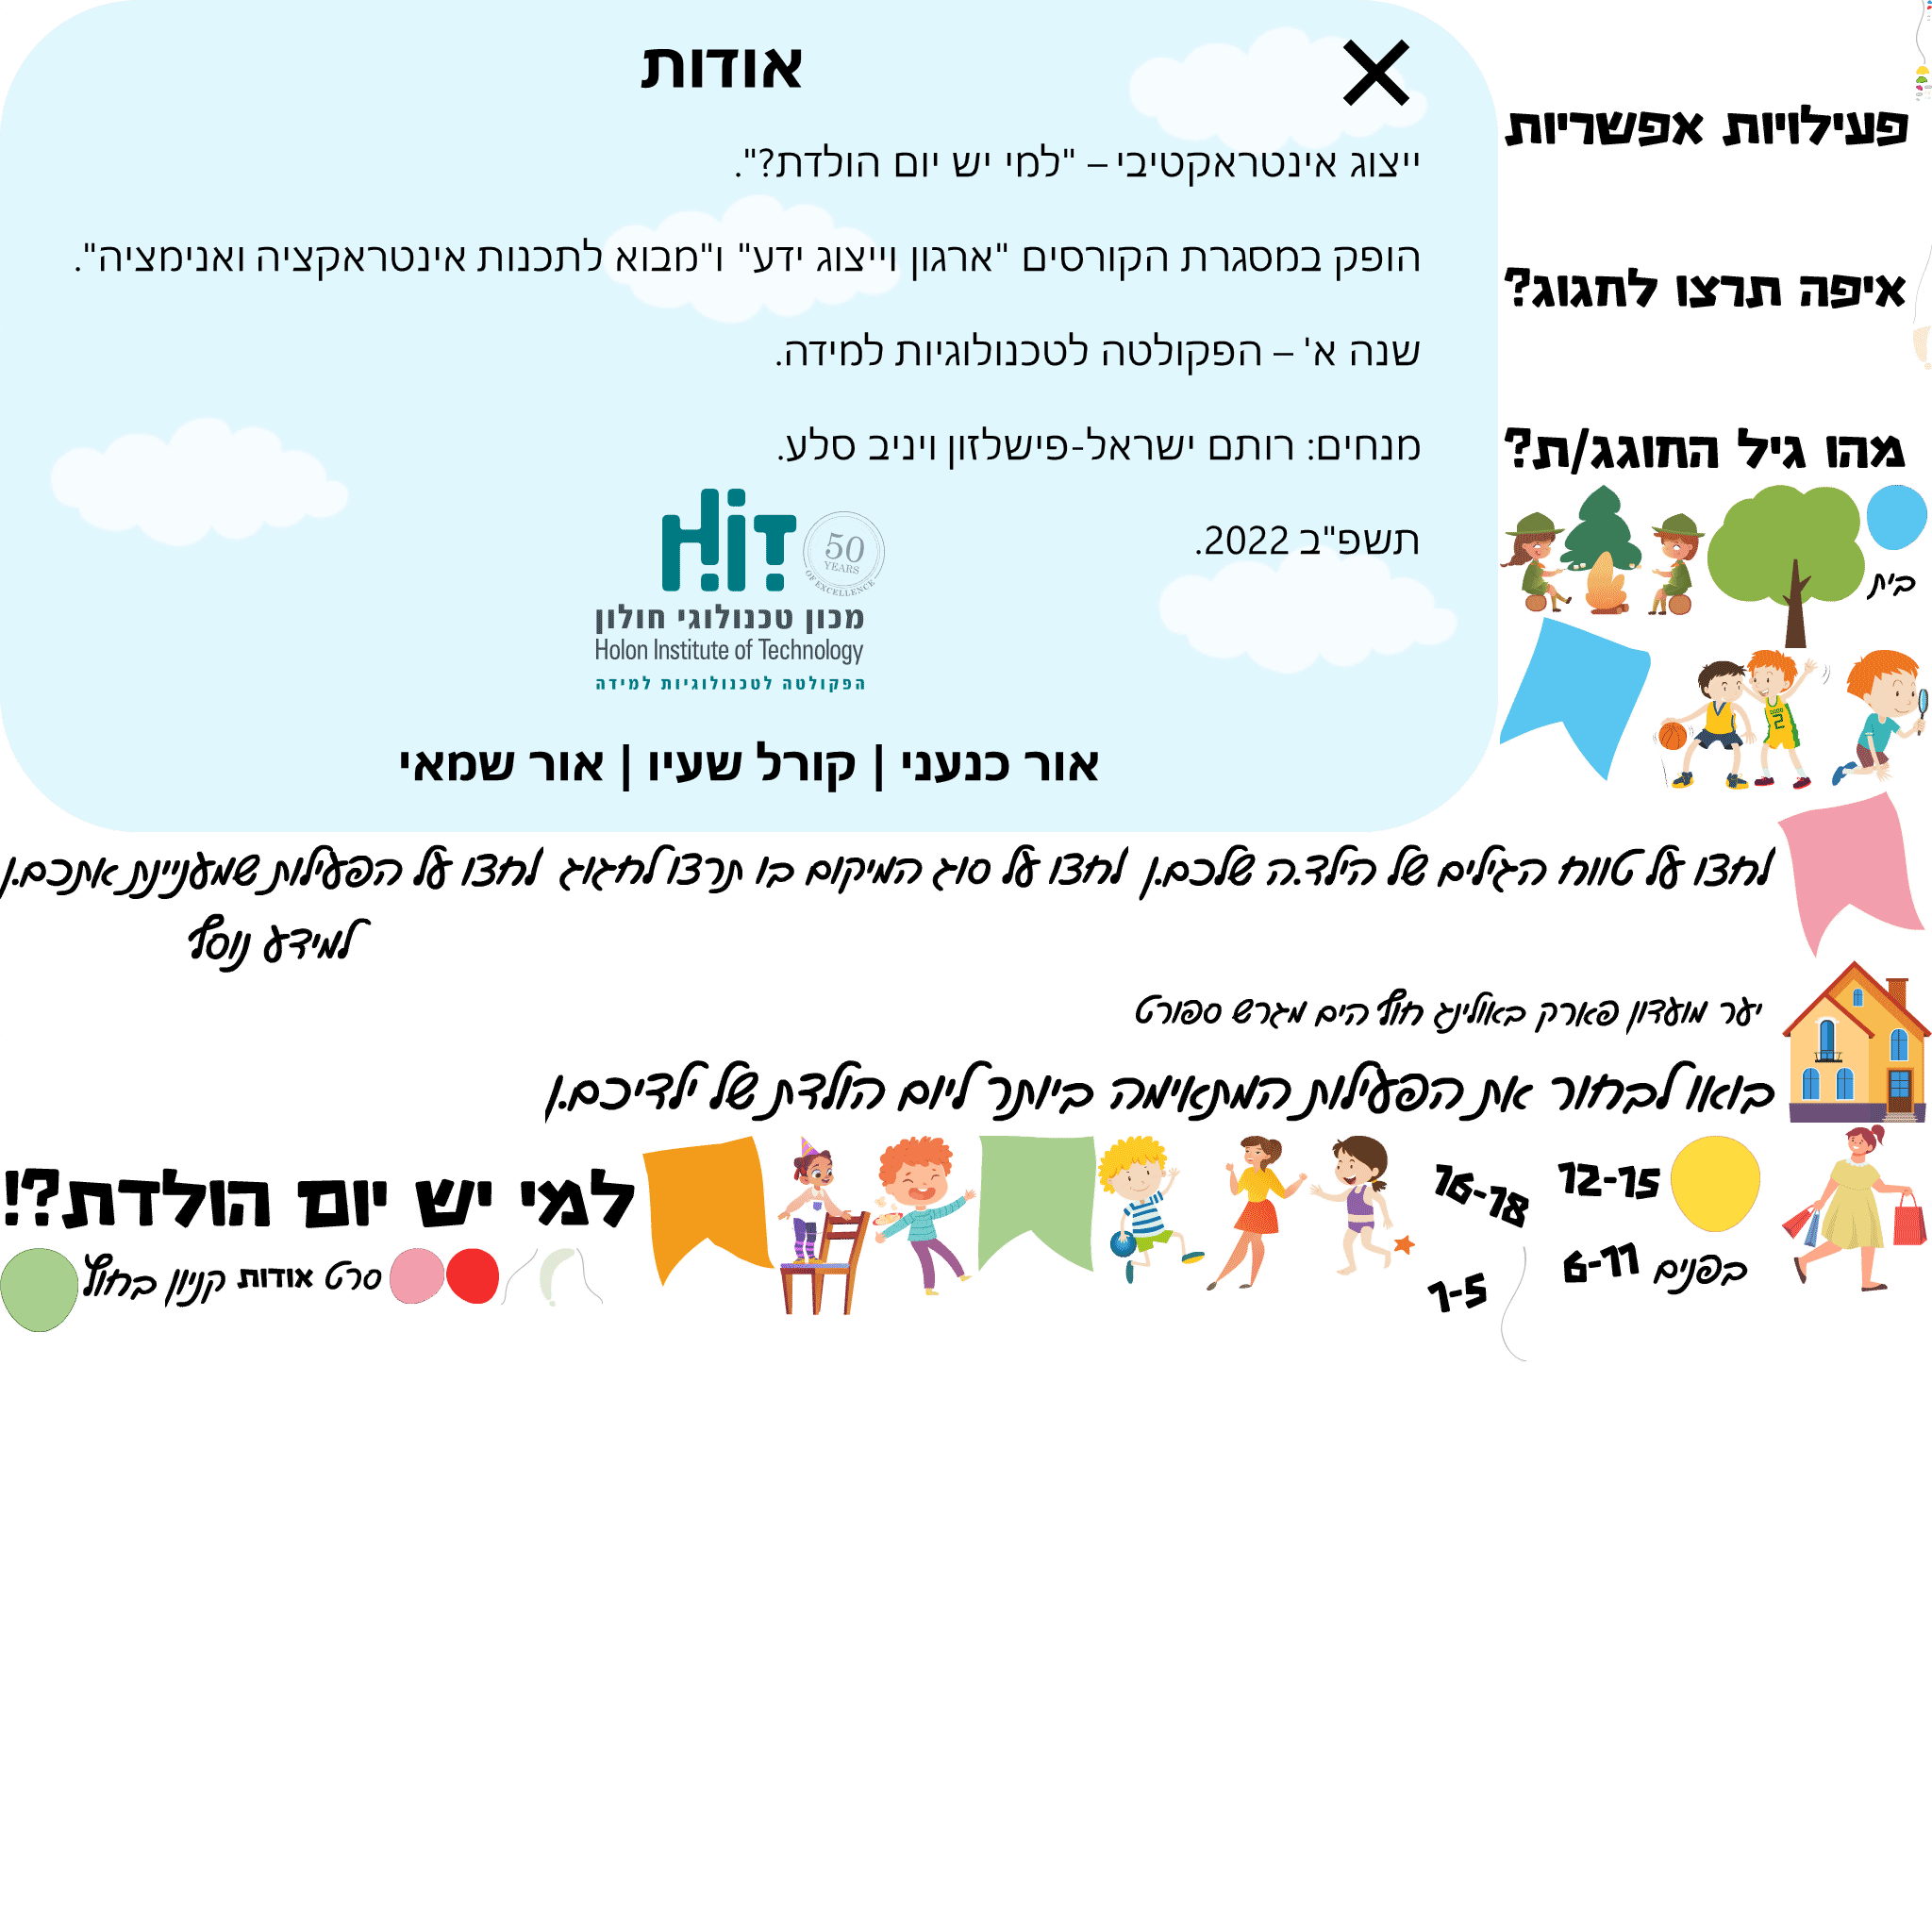 אודות
ייצוג אינטראקטיבי – "למי יש יום הולדת?".
הופק במסגרת הקורסים "ארגון וייצוג ידע" ו"מבוא לתכנות אינטראקציה ואנימציה".
שנה א' – הפקולטה לטכנולוגיות למידה.
מנחים: רותם ישראל-פישלזון ויניב סלע.
תשפ"ב 2022.
HiT
50
YEARS
OF EXCELLENCE
מכון טכנולוגי חולון
Holon Institute of Technology
הפקולטה לטכנולוגיות למידה
אור כנעני | קורל שעיו | אור שמאי
פעילויות אפשריות
איפה תרצו לחגוג?
מהו גיל החוגג/ת?
בית
לחצו על טווח הגילים של הילד.ה שלכם.ן
לחצו על סוג המיקום בו תרצו לחגוג
לחצו על הפעילות שמעניינת אתכם.ן
למידע נוסף
יער מועדון פארק באולינג חוף הים מגרש ספורט
בואו לבחור את הפעילות המתאימה ביותר ליום הולדת של ילדיכם.ן
למי יש יום הולדת?!
12-15
16-18
6-11
1-5
בפנים
סרט
אודות
קניון
בחוץ